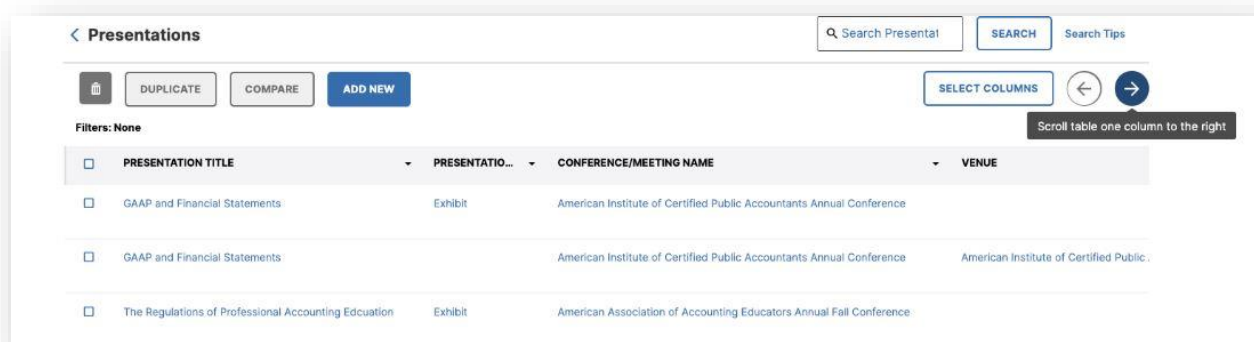 Presentations Search Presentat SEARCH Search Tips
DUPLICATE COMPARE ADD NEW SELECT COLUMNS
Filters: None Scroll table one column to the right
PRESENTATION TITLE PRESENTATIO... CONFERENCE/MEETING NAME VENUE
GAAP and Financial Statements Exhibit American Institute of Certified Public Accountants Annual Conference
GAAP and Financial Statements American Institute of Certified Public Accountants Annual Conference American Institute of Certified Public .
The Regulations of Professional Accounting Edcuation Exhibit American Association of Accounting Educators Annual Fall Conference